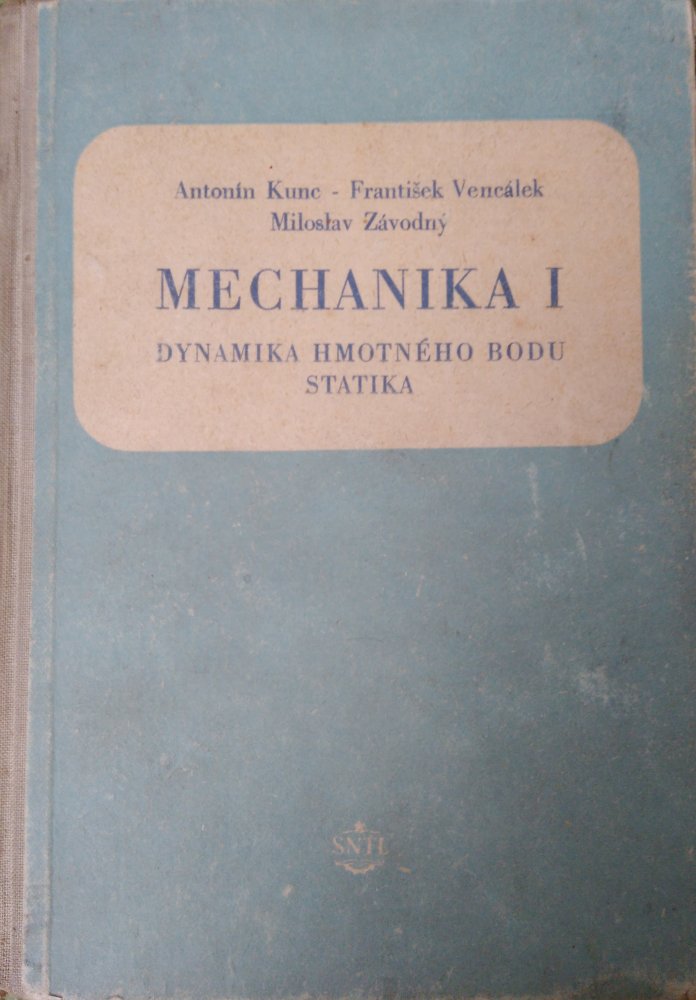 Antonín Kunc - František Vencálek
Miloslav Závodný
MECHANIKA I
DYNAMIKA HMOTNÉHO BODU
STATIKA
SNTL